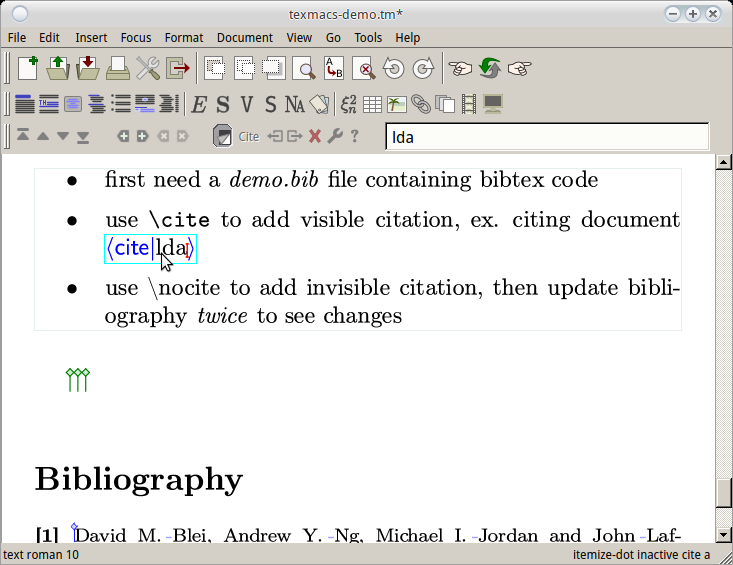 texmacs-demo.tm*
File Edit Insert Focus Format Document View Go Tools Help
Cite lda
• first need a demo.bib file containing bibtex code
• use \cite to add visible citation, ex. citing document
⟨cite|lda⟩
• use \nocite to add invisible citation, then update bibli-
ography twice to see changes
Bibliography
[1] David M. Blei, Andrew Y. Ng, Michael I. Jordan and John Laf-
text roman 10 itemize-dot inactive cite a